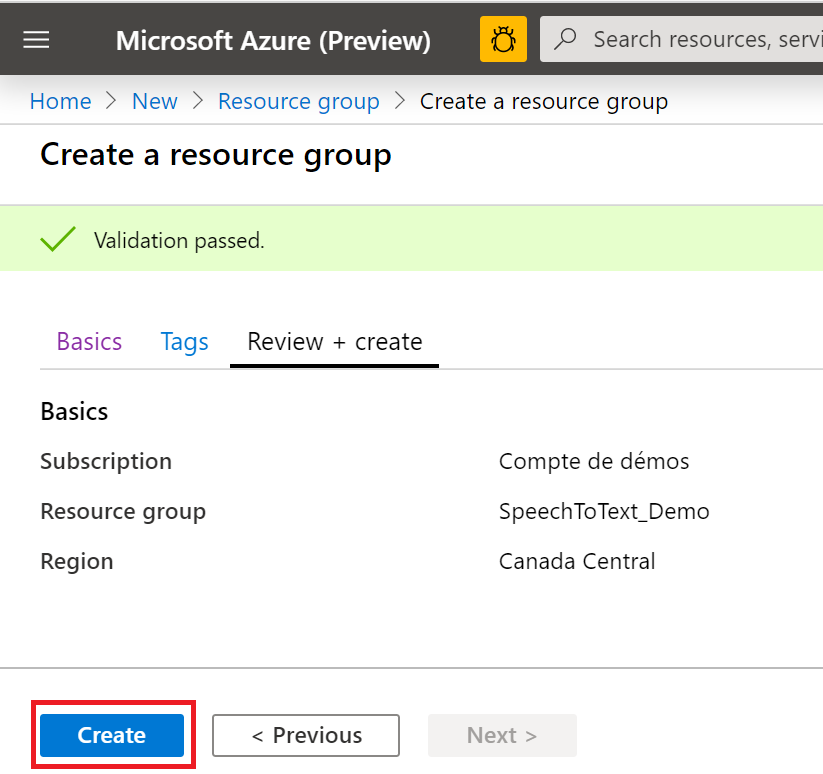 Microsoft Azure (Preview) Search resources, servi
Home > New > Resource group > Create a resource group
Create a resource group
Validation passed.
Basics Tags Review + create
Basics
Subscription Compte de démos
Resource group SpeechToText_Demo
Region Canada Central
Create < Previous Next >